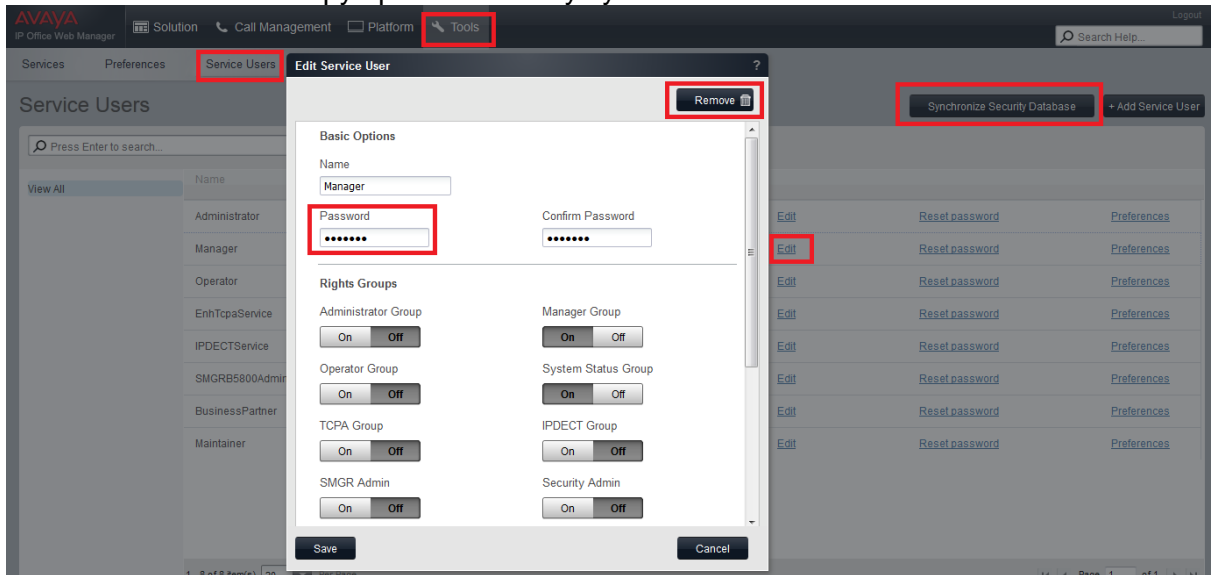 AVAYA
IP Office Web Manager
Solution
Call Management
Platform
Tools
Logout
Search Help...
Services
Preferences
Service Users
Service Users
Synchronize Security Database
+ Add Service User
Press Enter to search...
View All
Name
Administrator
Edit
Reset password
Preferences
Manager
Edit
Reset password
Preferences
Operator
Edit
Reset password
Preferences
EnhTcpaService
Edit
Reset password
Preferences
IPDECTService
Edit
Reset password
Preferences
SMGRB5800Admin
Edit
Reset password
Preferences
BusinessPartner
Edit
Reset password
Preferences
Maintainer
Edit
Reset password
Preferences
Edit Service User
?
Remove
Basic Options
Name
Manager
Password
Confirm Password
•••••••
•••••••
Rights Groups
Administrator Group
Manager Group
On Off
On Off
Operator Group
System Status Group
On Off
On Off
TCPA Group
IPDECT Group
On Off
On Off
SMGR Admin
Security Admin
On Off
On Off
Save
Cancel